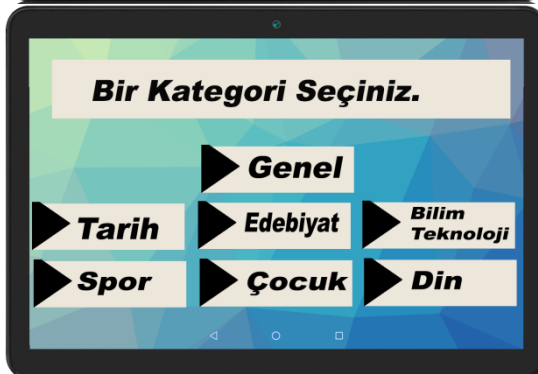 Bir Kategori Seçiniz.
Genel
Tarih
Edebiyat
Bilim
Teknoloji
Spor
Çocuk
Din